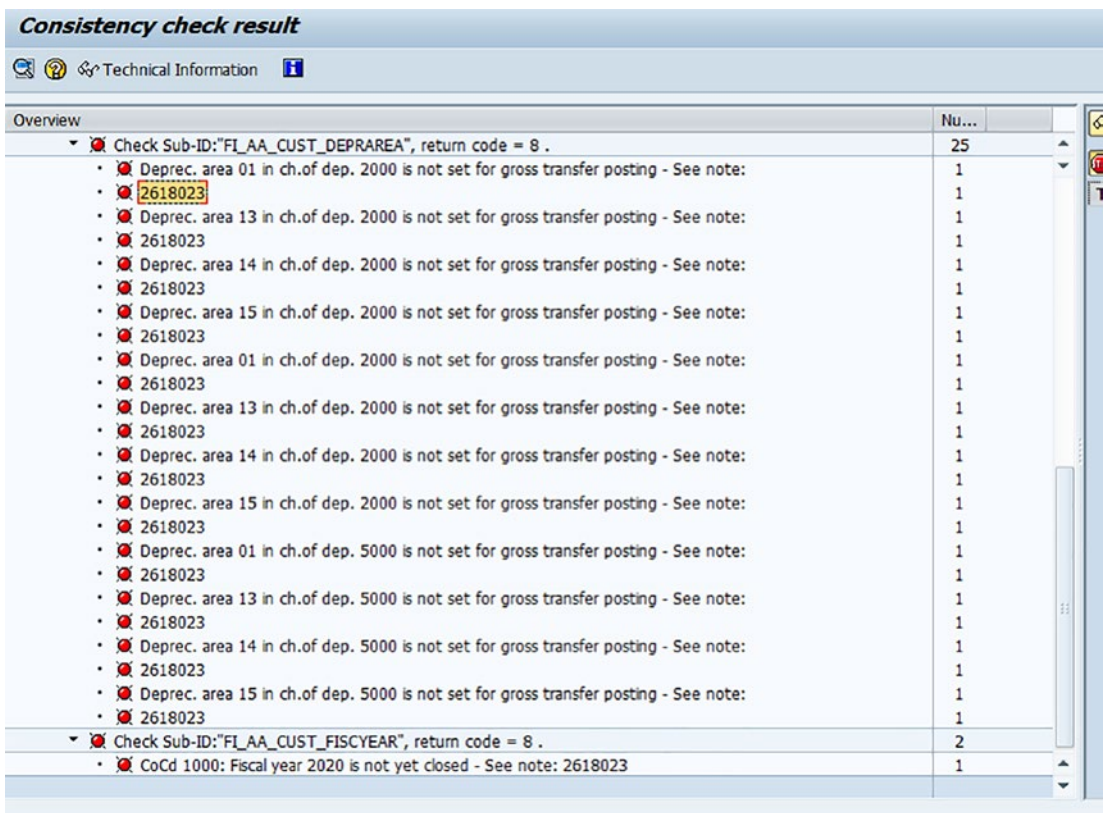 Consistency check result
Technical Information
Overview Nu...
Check Sub-ID:"FI_AA_CUST_DEPRAREA", return code = 8 . 25
Deprec. area 01 in ch.of dep. 2000 is not set for gross transfer posting - See note: 1
2618023 1
Deprec. area 13 in ch.of dep. 2000 is not set for gross transfer posting - See note: 1
2618023 1
Deprec. area 14 in ch.of dep. 2000 is not set for gross transfer posting - See note: 1
2618023 1
Deprec. area 15 in ch.of dep. 2000 is not set for gross transfer posting - See note: 1
2618023 1
Deprec. area 01 in ch.of dep. 2000 is not set for gross transfer posting - See note: 1
2618023 1
Deprec. area 13 in ch.of dep. 2000 is not set for gross transfer posting - See note: 1
2618023 1
Deprec. area 14 in ch.of dep. 2000 is not set for gross transfer posting - See note: 1
2618023 1
Deprec. area 15 in ch.of dep. 2000 is not set for gross transfer posting - See note: 1
2618023 1
Deprec. area 01 in ch.of dep. 5000 is not set for gross transfer posting - See note: 1
2618023 1
Deprec. area 13 in ch.of dep. 5000 is not set for gross transfer posting - See note: 1
2618023 1
Deprec. area 14 in ch.of dep. 5000 is not set for gross transfer posting - See note: 1
2618023 1
Deprec. area 15 in ch.of dep. 5000 is not set for gross transfer posting - See note: 1
2618023 1
Check Sub-ID:"FI_AA_CUST_FISCYEAR", return code = 8 . 2
CoCd 1000: Fiscal year 2020 is not yet closed - See note: 2618023 1